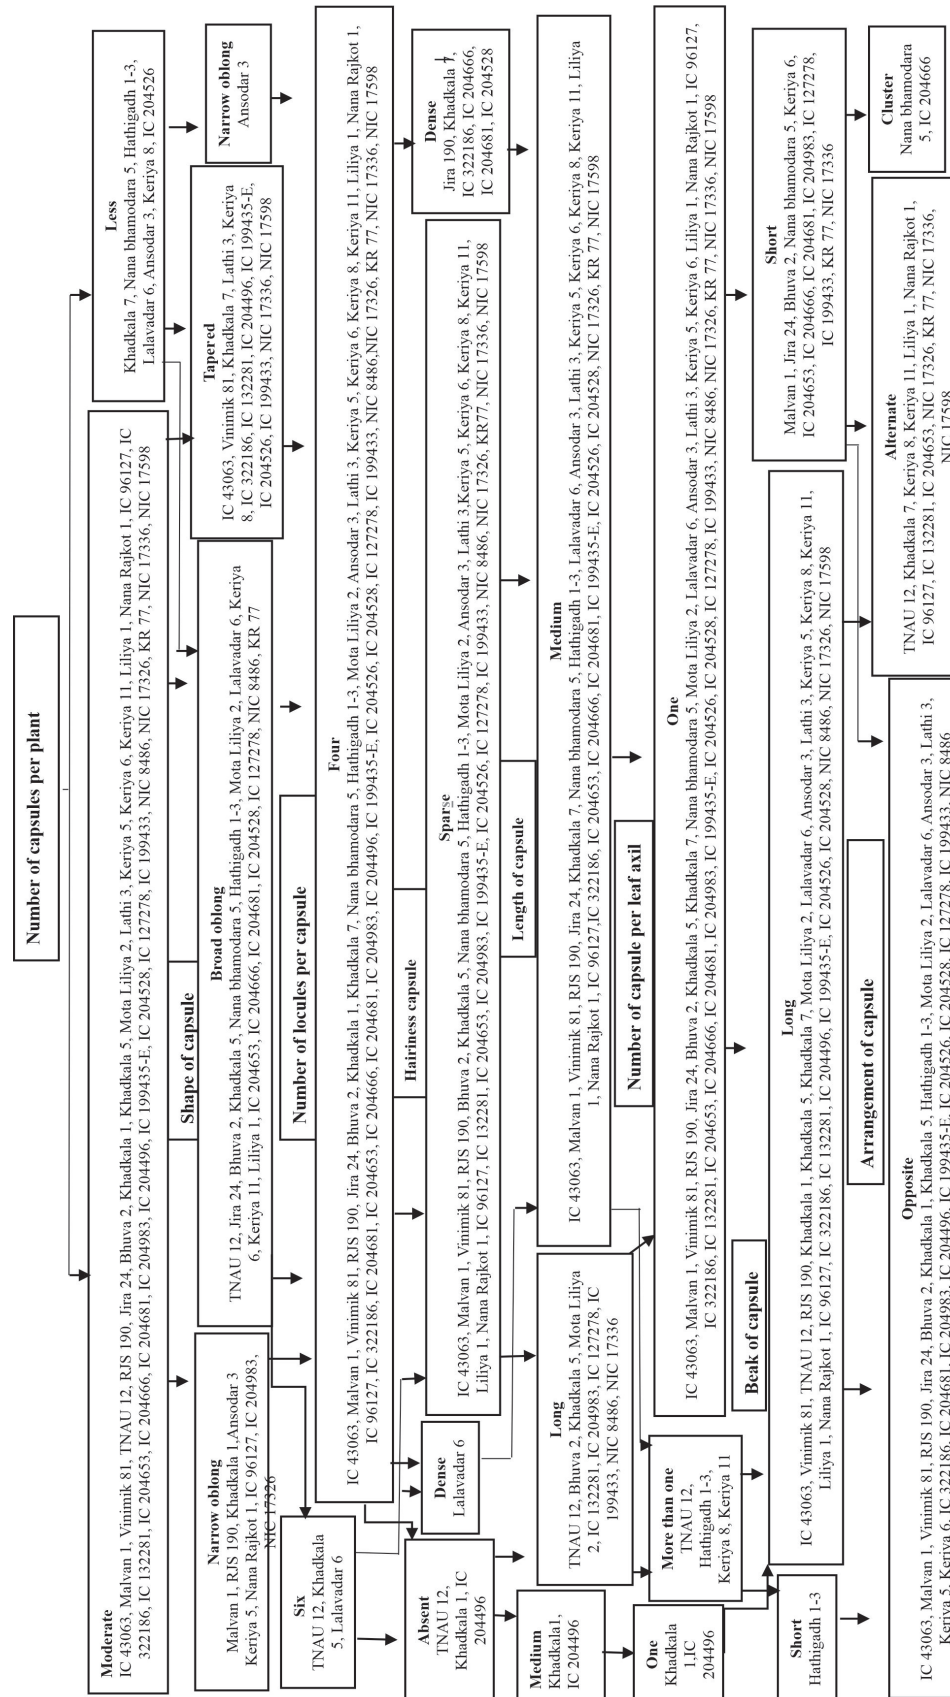 Number of capsules per plant
Moderate
IC 43063, Malvan 1, Vinimik 81, TNAU 12, RJS 190, Jira 24, Bhuva 2, Khadkala 1, Khadkala 5, Mota Liliya 2, Lathi 3, Keriya 5, Keriya 6, Keriya 11, Liliya 1, Nana Rajkot 1, IC 96127, IC
322186, IC 132281, IC 204653, IC 204666, IC 204681, IC 204983, IC 204496, IC 199435-E, IC 204528, IC 127278, IC 199433, NIC 8486, NIC 17326, KR 77, NIC 17336, NIC 17598
Less
Khadkala 7, Nana bhamodara 5, Hathigadh 1-3,
Lalavadar 6, Ansodar 3, Keriya 8, IC 204526
Shape of capsule
Narrow oblong
Malvan 1, RJS 190, Khadkala 1,Ansodar 3
Keriya 5, Nana Rajkot 1, IC 96127, IC 204983,
NIC 17326
Broad oblong
TNAU 12, Jira 24, Bhuva 2, Khadkala 5, Nana bhamodara 5, Hathigadh 1-3, Mota Liliya 2, Lalavadar 6, Keriya
6, Keriya 11, Liliya 1, IC 204653, IC 204666, IC 204681, IC 204528, IC 127278, NIC 8486, KR 77
Tapered
IC 43063, Vinimik 81, Khadkala 7, Lathi 3, Keriya
8, IC 322186, IC 132281, IC 204496, IC 199435-E,
IC 204526, IC 199433, NIC 17336, NIC 17598
Narrow oblong
Ansodar 3
Number of locules per capsule
Six
TNAU 12, Khadkala
5, Lalavadar 6
Four
IC 43063, Malvan 1, Vinimik 81, RJS 190, Jira 24, Bhuva 2, Khadkala 1, Khadkala 7, Nana bhamodara 5, Hathigadh 1-3, Mota Liliya 2, Ansodar 3, Lathi 3, Keriya 5, Keriya 6, Keriya 8, Keriya 11, Liliya 1, Nana Rajkot 1,
IC 96127, IC 322186, IC 204681, IC 204653, IC 204666, IC 204681, IC 204983, IC 204496, IC 199435-E, IC 204526, IC 204528, IC 127278, IC 199433, NIC 8486,NIC 17326, KR 77, NIC 17336, NIC 17598
Hairiness capsule
Absent
TNAU 12,
Khadkala 1, IC
204496
Dense
Lalavadar 6
Sparse
IC 43063, Malvan 1, Vinimik 81, RJS 190, Bhuva 2, Khadkala 5, Nana bhamodara 5, Hathigadh 1-3, Mota Liliya 2, Ansodar 3, Lathi 3,Keriya 5, Keriya 6, Keriya 8, Keriya 11,
Liliya 1, Nana Rajkot 1, IC 96127, IC 132281, IC 204653, IC 204983, IC 199435-E, IC 204526, IC 127278, IC 199433, NIC 8486, NIC 17326, KR77, NIC 17336, NIC 17598
Dense
Jira 190, Khadkala 7,
IC 322186, IC 204666,
IC 204681, IC 204528
Length of capsule
Medium
Khadkala1,
IC 204496
Long
TNAU 12, Bhuva 2, Khadkala 5, Mota Liliya
2, IC 132281, IC 204983, IC 127278, IC
199433, NIC 8486, NIC 17336
Medium
IC 43063, Malvan 1, Vinimik 81, RJS 190, Jira 24, Khadkala 7, Nana bhamodara 5, Hathigadh 1-3, Lalavadar 6, Ansodar 3, Lathi 3, Keriya 5, Keriya 6, Keriya 8, Keriya 11, Liliya
1, Nana Rajkot 1, IC 96127,IC 322186, IC 204653, IC 204666, IC 204681, IC 199435-E, IC 204526, IC 204528, NIC 17326, KR 77, NIC 17598
Number of capsule per leaf axil
One
Khadkala
1,IC
204496
More than one
TNAU 12,
Hathigadh 1-3,
Keriya 8, Keriya 11
One
IC 43063, Malvan 1, Vinimik 81, RJS 190, Jira 24, Bhuva 2, Khadkala 5, Khadkala 7, Nana bhamodara 5, Mota Liliya 2, Lalavadar 6, Ansodar 3, Lathi 3, Keriya 5, Keriya 6, Liliya 1, Nana Rajkot 1, IC 96127,
IC 322186, IC 132281, IC 204653, IC 204666, IC 204681, IC 204983, IC 199435-E, IC 204526, IC 204528, IC 127278, IC 199433, NIC 8486, NIC 17326, KR 77, NIC 17336, NIC 17598
Beak of capsule
Short
Hathigadh 1-3
Long
IC 43063, Vinimik 81, TNAU 12, RJS 190, Khadkala 1, Khadkala 5, Khadkala 7, Mota Liliya 2, Lalavadar 6, Ansodar 3, Lathi 3, Keriya 5, Keriya 8, Keriya 11,
Liliya 1, Nana Rajkot 1, IC 96127, IC 322186, IC 132281, IC 204496, IC 199435-E, IC 204526, IC 204528, NIC 8486, NIC 17326, NIC 17598
Short
Malvan 1, Jira 24, Bhuva 2, Nana bhamodara 5, Keriya 6,
IC 204653, IC 204666, IC 204681, IC 204983, IC 127278,
IC 199433, KR 77, NIC 17336
Arrangement of capsule
Opposite
IC 43063, Malvan 1, Vinimik 81, RJS 190, Jira 24, Bhuva 2, Khadkala 1, Khadkala 5, Hathigadh 1-3, Mota Liliya 2, Lalavadar 6, Ansodar 3, Lathi 3,
Keriya 5, Keriya 6, IC 322186, IC 204681, IC 204983, IC 204496, IC 199435-E, IC 204526, IC 204528, IC 127278, IC 199433, NIC 8486
Alternate
TNAU 12, Khadkala 7, Keriya 8, Keriya 11, Liliya 1, Nana Rajkot 1,
IC 96127, IC 132281, IC 204653, NIC 17326, KR 77, NIC 17336,
NIC 17598
Cluster
Nana bhamodara
5, IC 204666